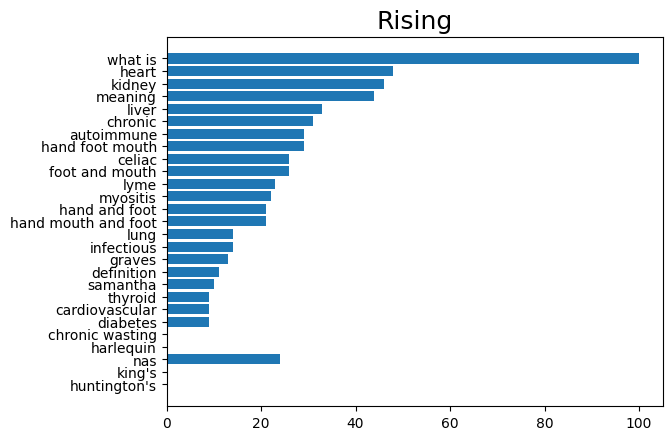 Rising
what is
heart
kidney
meaning
liver
chronic
autoimmune
hand foot mouth
celiac
foot and mouth
lyme
myositis
hand and foot
hand mouth and foot
lung
infectious
graves
definition
samantha
thyroid
cardiovascular
diabetes
chronic wasting
harlequin
nas
king's
huntington's
0 20 40 60 80 100